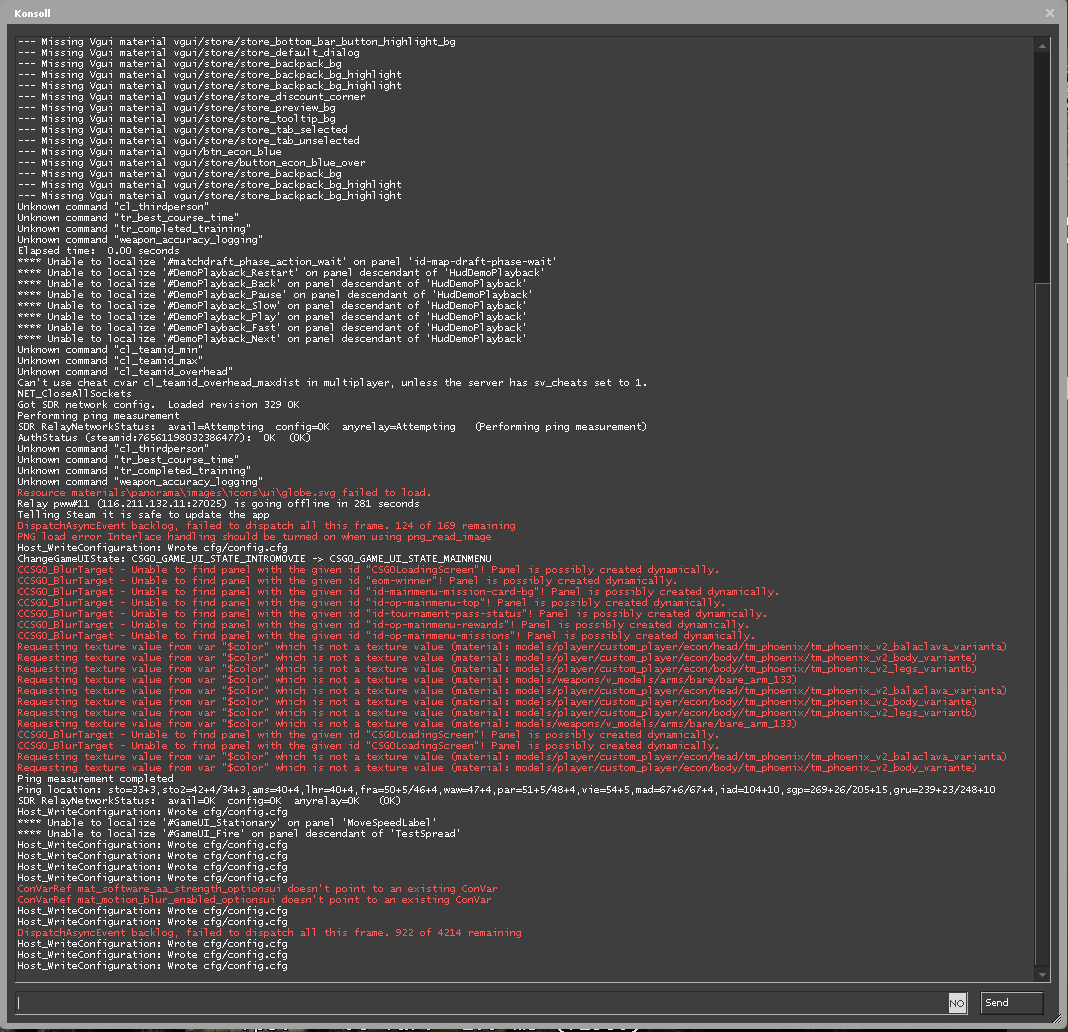 Konsoll
--- Missing Vgui material vgui/store/store_bottom_bar_button_highlight_bg
--- Missing Vgui material vgui/store/store_default_dialog
--- Missing Vgui material vgui/store/store_backpack_bg
--- Missing Vgui material vgui/store/store_backpack_bg_highlight
--- Missing Vgui material vgui/store/store_backpack_bg_highlight
--- Missing Vgui material vgui/store/store_discount_corner
--- Missing Vgui material vgui/store/store_preview_bg
--- Missing Vgui material vgui/store/store_tooltip_bg
--- Missing Vgui material vgui/store/store_tab_selected
--- Missing Vgui material vgui/store/store_tab_unselected
--- Missing Vgui material vgui/btn_econ_blue
--- Missing Vgui material vgui/store/button_econ_blue_over
--- Missing Vgui material vgui/store/store_backpack_bg
--- Missing Vgui material vgui/store/store_backpack_bg_highlight
--- Missing Vgui material vgui/store/store_backpack_bg_highlight
Unknown command "cl_thirdperson"
Unknown command "tr_best_course_time"
Unknown command "tr_completed_training"
Unknown command "weapon_accuracy_logging"
Elapsed time:  0.00 seconds
**** Unable to localize '#matchdraft_phase_action_wait' on panel 'id-map-draft-phase-wait'
**** Unable to localize '#DemoPlayback_Restart' on panel descendant of 'HudDemoPlayback'
**** Unable to localize '#DemoPlayback_Back' on panel descendant of 'HudDemoPlayback'
**** Unable to localize '#DemoPlayback_Pause' on panel descendant of 'HudDemoPlayback'
**** Unable to localize '#DemoPlayback_Slow' on panel descendant of 'HudDemoPlayback'
**** Unable to localize '#DemoPlayback_Play' on panel descendant of 'HudDemoPlayback'
**** Unable to localize '#DemoPlayback_Fast' on panel descendant of 'HudDemoPlayback'
**** Unable to localize '#DemoPlayback_Next' on panel descendant of 'HudDemoPlayback'
Unknown command "cl_teamid_min"
Unknown command "cl_teamid_max"
Unknown command "cl_teamid_overhead"
Can't use cheat cvar cl_teamid_overhead_maxdist in multiplayer, unless the server has sv_cheats set to 1.
NET_CloseAllSockets
Got SDR network config.  Loaded revision 329 OK
Performing ping measurement
SDR RelayNetworkStatus:  avail=Attempting  config=OK  anyrelay=Attempting   (Performing ping measurement)
AuthStatus (steamid:76561198032386477):  OK  (OK)
Unknown command "cl_thirdperson"
Unknown command "tr_best_course_time"
Unknown command "tr_completed_training"
Unknown command "weapon_accuracy_logging"
Resource materials\panorama\images\icons\ui\globe.svg failed to load.
Relay pww#11 (116.211.132.11:27025) is going offline in 281 seconds
Telling Steam it is safe to update the app
DispatchAsyncEvent backlog, failed to dispatch all this frame. 124 of 169 remaining
PNG load error Interlace handling should be turned on when using png_read_image
Host_WriteConfiguration: Wrote cfg/config.cfg
ChangeGameUIState: CSGO_GAME_UI_STATE_INTROMOVIE -> CSGO_GAME_UI_STATE_MAINMENU
CCSGO_BlurTarget - Unable to find panel with the given id "CSGOLoadingScreen"! Panel is possibly created dynamically.
CCSGO_BlurTarget - Unable to find panel with the given id "eom-winner"! Panel is possibly created dynamically.
CCSGO_BlurTarget - Unable to find panel with the given id "id-mainmenu-mission-card-bg"! Panel is possibly created dynamically.
CCSGO_BlurTarget - Unable to find panel with the given id "id-op-mainmenu-top"! Panel is possibly created dynamically.
CCSGO_BlurTarget - Unable to find panel with the given id "id-tournament-pass-status"! Panel is possibly created dynamically.
CCSGO_BlurTarget - Unable to find panel with the given id "id-op-mainmenu-rewards"! Panel is possibly created dynamically.
CCSGO_BlurTarget - Unable to find panel with the given id "id-op-mainmenu-missions"! Panel is possibly created dynamically.
Requesting texture value from var "$color" which is not a texture value (material: models/player/custom_player/econ/head/tm_phoenix/tm_phoenix_v2_balaclava_varianta)
Requesting texture value from var "$color" which is not a texture value (material: models/player/custom_player/econ/body/tm_phoenix/tm_phoenix_v2_body_variante)
Requesting texture value from var "$color" which is not a texture value (material: models/player/custom_player/econ/body/tm_phoenix/tm_phoenix_v2_legs_variantb)
Requesting texture value from var "$color" which is not a texture value (material: models/weapons/v_models/arms/bare/bare_arm_133)
Requesting texture value from var "$color" which is not a texture value (material: models/player/custom_player/econ/head/tm_phoenix/tm_phoenix_v2_balaclava_varianta)
Requesting texture value from var "$color" which is not a texture value (material: models/player/custom_player/econ/body/tm_phoenix/tm_phoenix_v2_body_variante)
Requesting texture value from var "$color" which is not a texture value (material: models/player/custom_player/econ/body/tm_phoenix/tm_phoenix_v2_legs_variantb)
Requesting texture value from var "$color" which is not a texture value (material: models/weapons/v_models/arms/bare/bare_arm_133)
CCSGO_BlurTarget - Unable to find panel with the given id "CSGOLoadingScreen"! Panel is possibly created dynamically.
CCSGO_BlurTarget - Unable to find panel with the given id "CSGOLoadingScreen"! Panel is possibly created dynamically.
Requesting texture value from var "$color" which is not a texture value (material: models/player/custom_player/econ/head/tm_phoenix/tm_phoenix_v2_balaclava_varianta)
Requesting texture value from var "$color" which is not a texture value (material: models/player/custom_player/econ/body/tm_phoenix/tm_phoenix_v2_body_variante)
Ping measurement completed
Ping location: sto=33+3,sto2=42+4/34+3,ams=40+4,lhr=40+4,fra=50+5/46+4,waw=47+4,par=51+5/48+4,vie=54+5,mad=67+6/67+4,iad=104+10,sgp=269+26/205+15,gru=239+23/248+10
SDR RelayNetworkStatus:  avail=OK  config=OK  anyrelay=OK   (OK)
Host_WriteConfiguration: Wrote cfg/config.cfg
**** Unable to localize '#GameUI_Stationary' on panel 'MoveSpeedLabel'
**** Unable to localize '#GameUI_Fire' on panel descendant of 'TestSpread'
Host_WriteConfiguration: Wrote cfg/config.cfg
Host_WriteConfiguration: Wrote cfg/config.cfg
Host_WriteConfiguration: Wrote cfg/config.cfg
Host_WriteConfiguration: Wrote cfg/config.cfg
ConVarRef mat_software_aa_strength_optionsui doesn't point to an existing ConVar
ConVarRef mat_motion_blur_enabled_optionsui doesn't point to an existing ConVar
Host_WriteConfiguration: Wrote cfg/config.cfg
Host_WriteConfiguration: Wrote cfg/config.cfg
DispatchAsyncEvent backlog, failed to dispatch all this frame. 922 of 4214 remaining
Host_WriteConfiguration: Wrote cfg/config.cfg
Host_WriteConfiguration: Wrote cfg/config.cfg
Host_WriteConfiguration: Wrote cfg/config.cfg
NO
Send